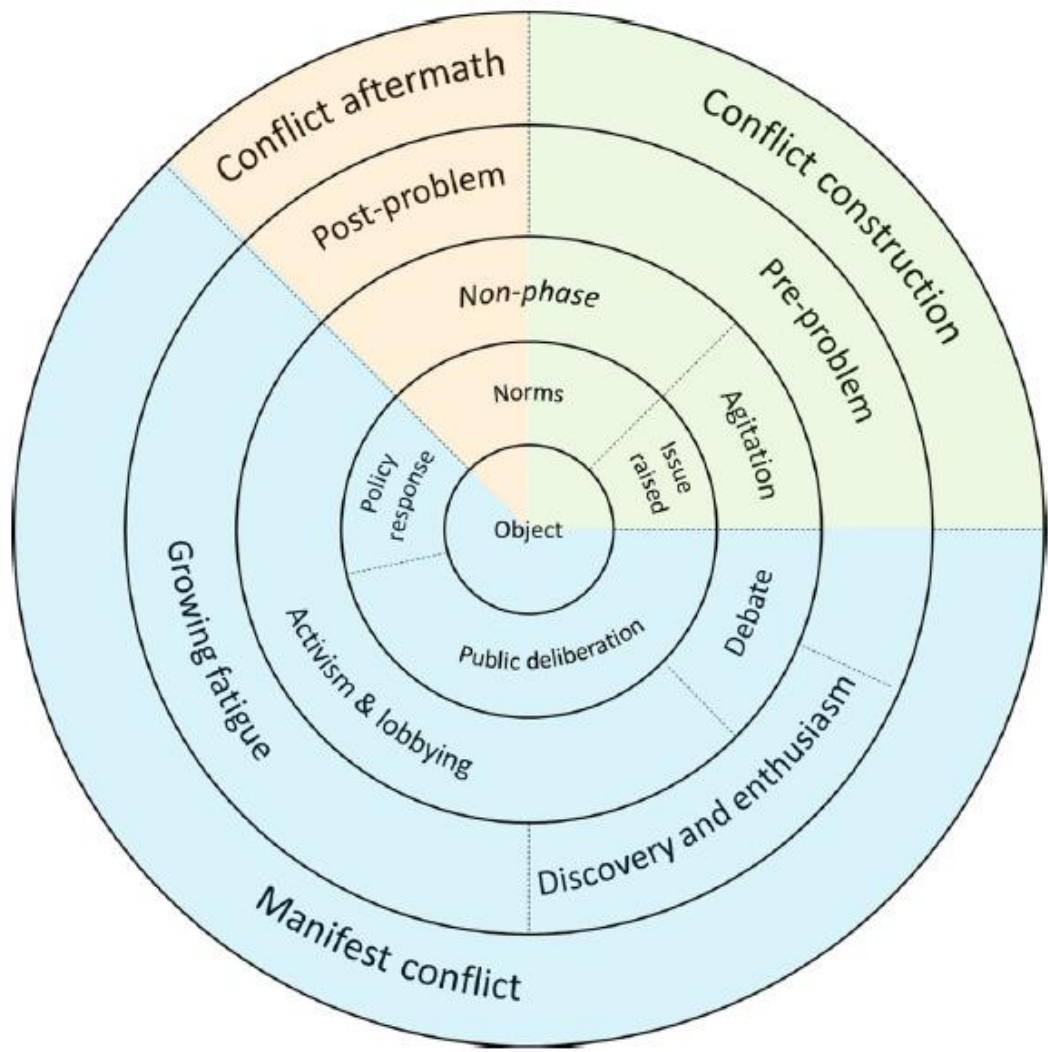 Conflict aftermath
Conflict construction
Post-problem
Pre-problem
Non-phase
Agitation
Norms
Issue
raised
Policy
response
Object
Debate
Public deliberation
Activism & lobbying
Growing fatigue
Discovery and enthusiasm
Manifest conflict